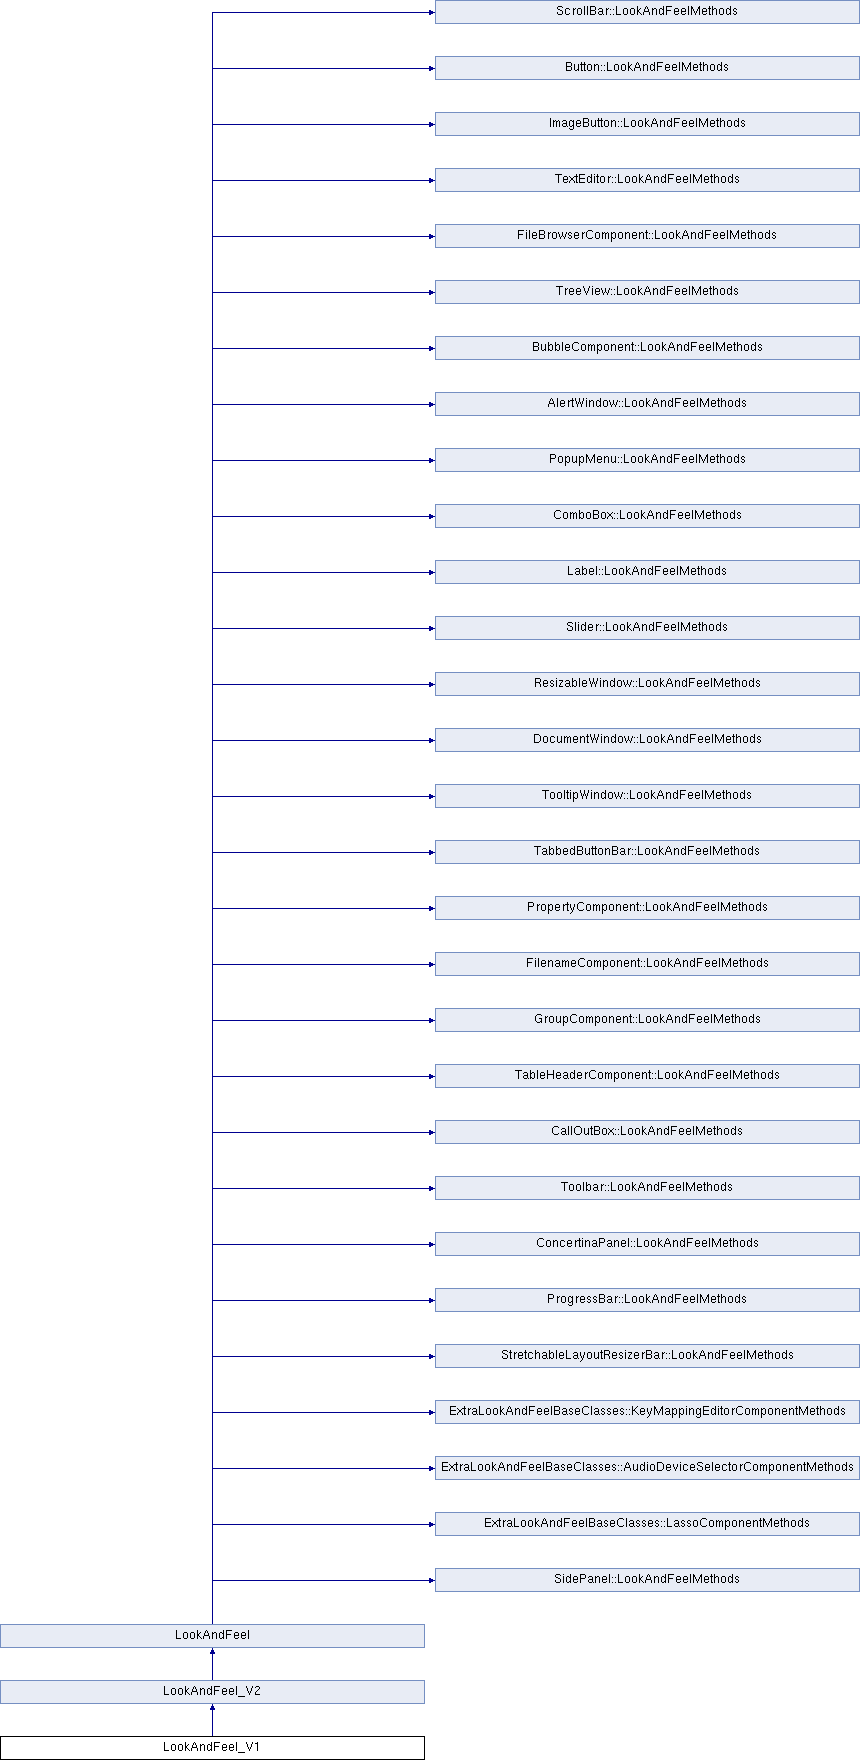 ScrollBar::LookAndFeelMethods
Button::LookAndFeelMethods
ImageButton::LookAndFeelMethods
TextEditor::LookAndFeelMethods
FileBrowserComponent::LookAndFeelMethods
TreeView::LookAndFeelMethods
BubbleComponent::LookAndFeelMethods
AlertWindow::LookAndFeelMethods
PopupMenu::LookAndFeelMethods
ComboBox::LookAndFeelMethods
Label::LookAndFeelMethods
Slider::LookAndFeelMethods
ResizableWindow::LookAndFeelMethods
DocumentWindow::LookAndFeelMethods
TooltipWindow::LookAndFeelMethods
TabbedButtonBar::LookAndFeelMethods
PropertyComponent::LookAndFeelMethods
FilenameComponent::LookAndFeelMethods
GroupComponent::LookAndFeelMethods
TableHeaderComponent::LookAndFeelMethods
CallOutBox::LookAndFeelMethods
Toolbar::LookAndFeelMethods
ConcertinaPanel::LookAndFeelMethods
ProgressBar::LookAndFeelMethods
StretchableLayoutResizerBar::LookAndFeelMethods
ExtraLookAndFeelBaseClasses::KeyMappingEditorComponentMethods
ExtraLookAndFeelBaseClasses::AudioDeviceSelectorComponentMethods
ExtraLookAndFeelBaseClasses::LassoComponentMethods
SidePanel::LookAndFeelMethods
LookAndFeel
LookAndFeel_V2
LookAndFeel_V1